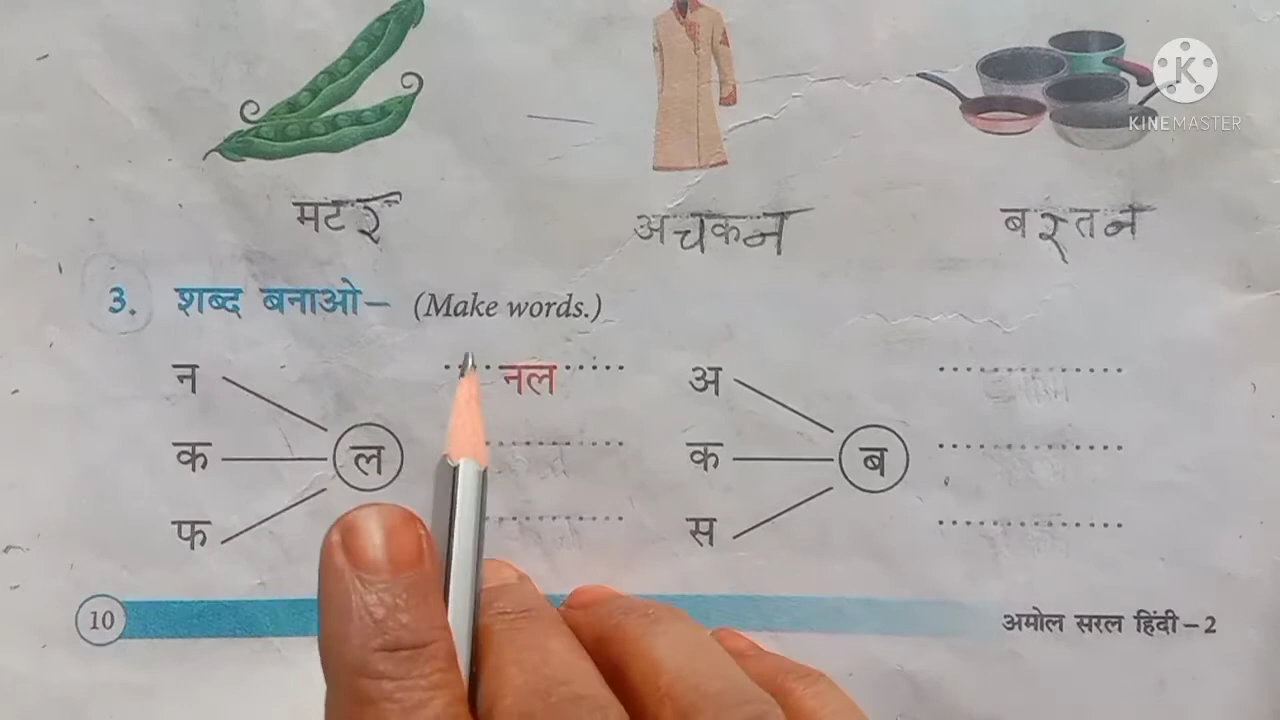 K
KINEMASTER
मटर
अचकन
बरतन
3. शब्द बनाओ– (Make words.)
न
नल
अ
क
ल
क
ब
फ
स
10
अमोल सरल हिंदी – 2